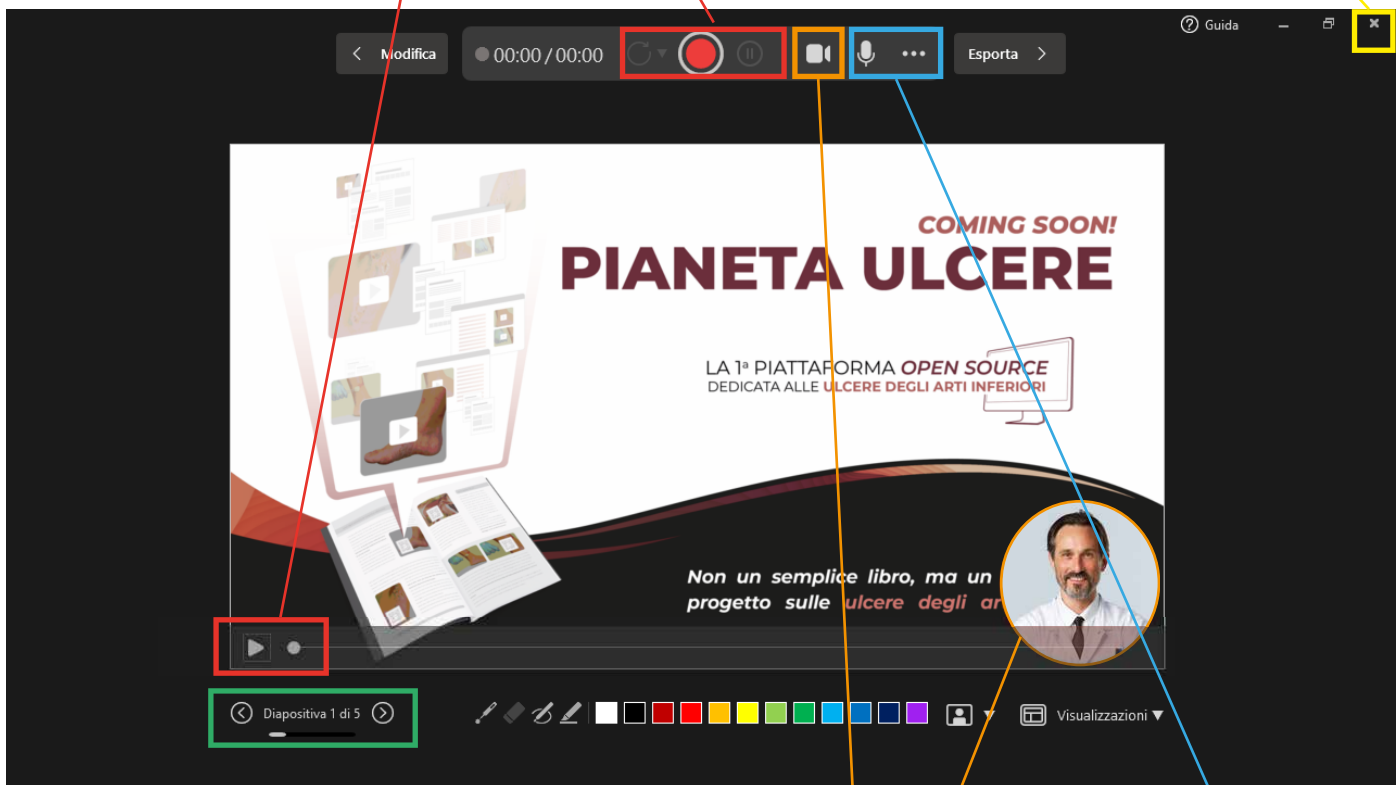 Guida
Modifica
00:00 / 00:00
Esporta
COMING SOON!
PIANETA ULCERE
LA 1ª PIATTAFORMA OPEN SOURCE
DEDICATA ALLE ULCERE DEGLI ARTI INFERIORI
Non un semplice libro, ma un
progetto sulle ulcere degli ar
Diapositiva 1 di 5
Visualizzazioni